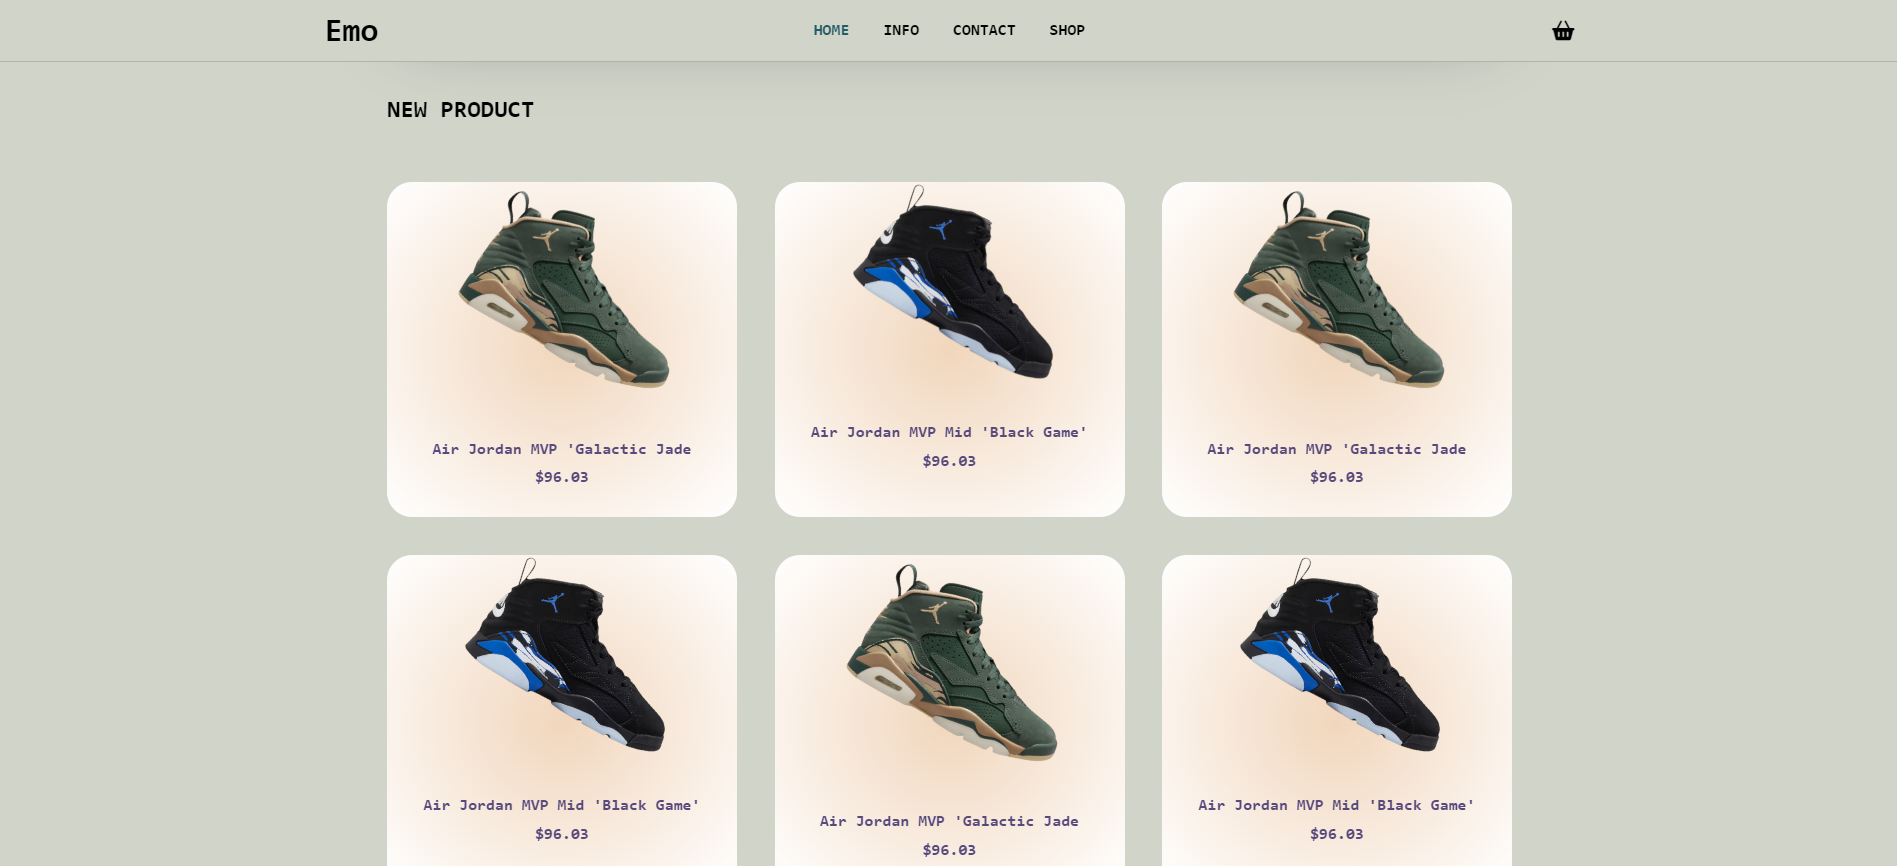 Emo
HOME INFO CONTACT SHOP
NEW PRODUCT
Air Jordan MVP 'Galactic Jade
$96.03
Air Jordan MVP Mid 'Black Game'
$96.03
Air Jordan MVP 'Galactic Jade
$96.03
Air Jordan MVP Mid 'Black Game'
$96.03
Air Jordan MVP 'Galactic Jade
$96.03
Air Jordan MVP Mid 'Black Game'
$96.03